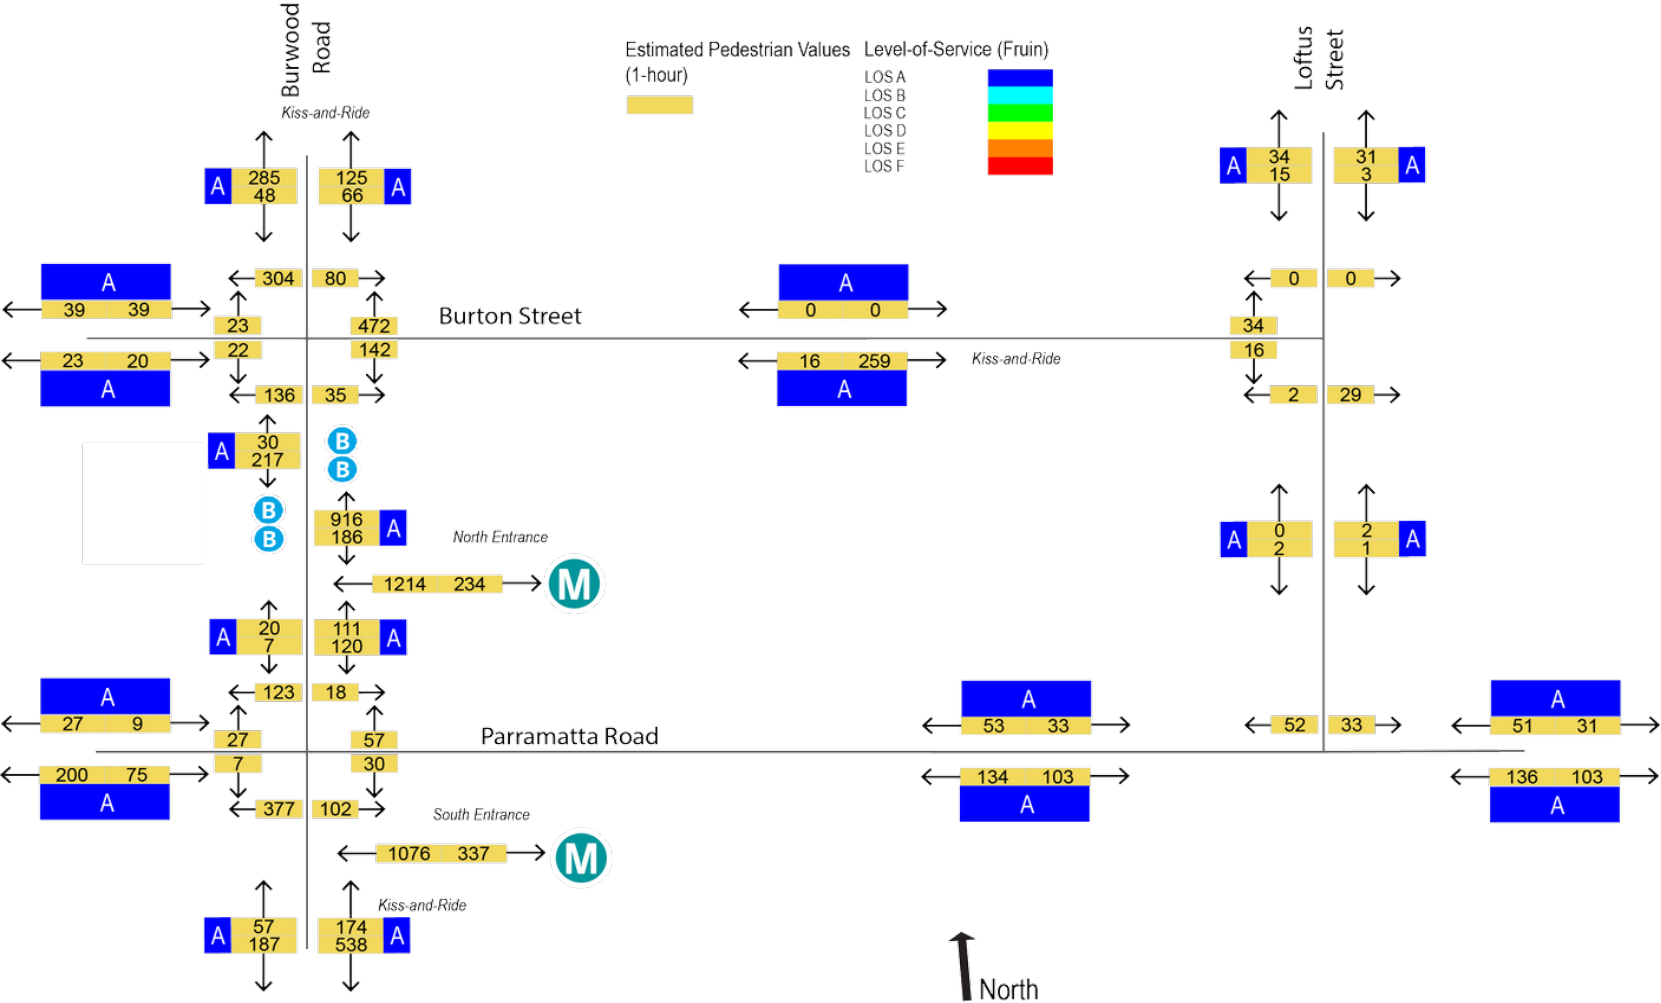 Burwood
Road
Loftus
Street
Estimated Pedestrian Values
(1-hour)
Level-of-Service (Fruin)
LOS A
LOS B
LOS C
LOS D
LOS E
LOS F
Kiss-and-Ride
A 285 125 A
48 66
A 34 31 A
15 3
304 80
0 0
A
39 39
A
0 0
23 472
34
Burton Street
22 142
16
23 20
A
16 259
A
Kiss-and-Ride
136 35
2 29
A 30
217
B
B
B
B
916 A
186
North Entrance
A 0 2 A
2 1
1214 234 M
A 20 111 A
7 120
123 18
A
27 9
A
53 33
52 33
A
51 31
27 57
Parramatta Road
7 30
200 75
A
134 103
A
136 103
A
377 102
South Entrance
1076 337 M
Kiss-and-Ride
A 57 174 A
187 538
North